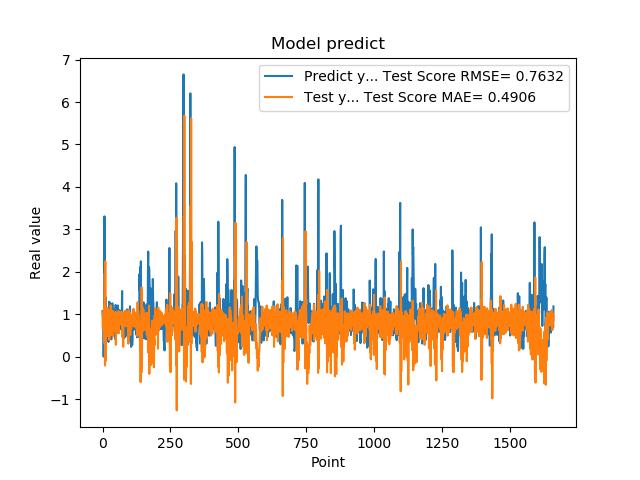 Model predict
Predict y... Test Score RMSE= 0.7632
Test y... Test Score MAE= 0.4906
7
6
5
4
3
2
1
0
−1
Real value
0 250 500 750 1000 1250 1500
Point